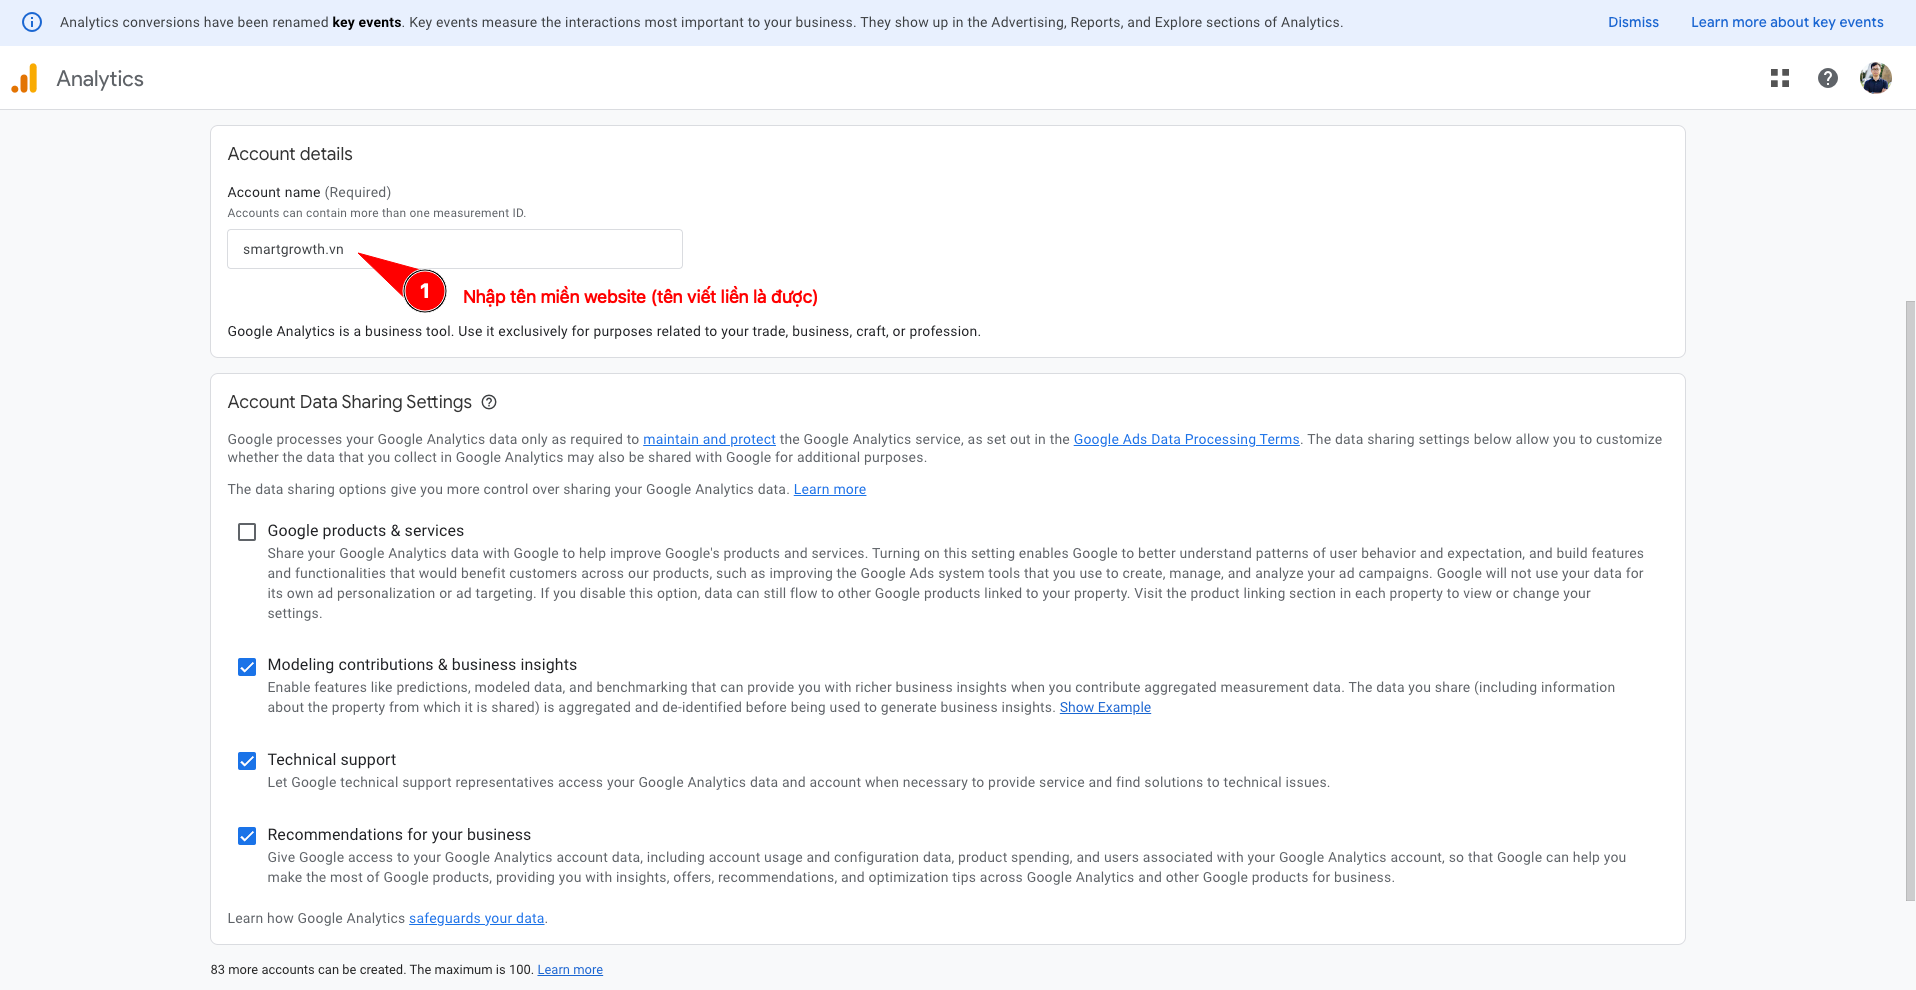 Analytics conversions have been renamed key events. Key events measure the interactions most important to your business. They show up in the Advertising, Reports, and Explore sections of Analytics.
Dismiss
Learn more about key events
Analytics
Account details
Account name (Required)
Accounts can contain more than one measurement ID.
smartgrowth.vn
1
Nhập tên miền website (tên viết liền là được)
Google Analytics is a business tool. Use it exclusively for purposes related to your trade, business, craft, or profession.
Account Data Sharing Settings
Google processes your Google Analytics data only as required to maintain and protect the Google Analytics service, as set out in the Google Ads Data Processing Terms. The data sharing settings below allow you to customize
whether the data that you collect in Google Analytics may also be shared with Google for additional purposes.
The data sharing options give you more control over sharing your Google Analytics data. Learn more
Google products & services
Share your Google Analytics data with Google to help improve Google's products and services. Turning on this setting enables Google to better understand patterns of user behavior and expectation, and build features
and functionalities that would benefit customers across our products, such as improving the Google Ads system tools that you use to create, manage, and analyze your ad campaigns. Google will not use your data for
its own ad personalization or ad targeting. If you disable this option, data can still flow to other Google products linked to your property. Visit the product linking section in each property to view or change your
settings.
Modeling contributions & business insights
Enable features like predictions, modeled data, and benchmarking that can provide you with richer business insights when you contribute aggregated measurement data. The data you share (including information
about the property from which it is shared) is aggregated and de-identified before being used to generate business insights. Show Example
Technical support
Let Google technical support representatives access your Google Analytics data and account when necessary to provide service and find solutions to technical issues.
Recommendations for your business
Give Google access to your Google Analytics account data, including account usage and configuration data, product spending, and users associated with your Google Analytics account, so that Google can help you
make the most of Google products, providing you with insights, offers, recommendations, and optimization tips across Google Analytics and other Google products for business.
Learn how Google Analytics safeguards your data.
83 more accounts can be created. The maximum is 100. Learn more